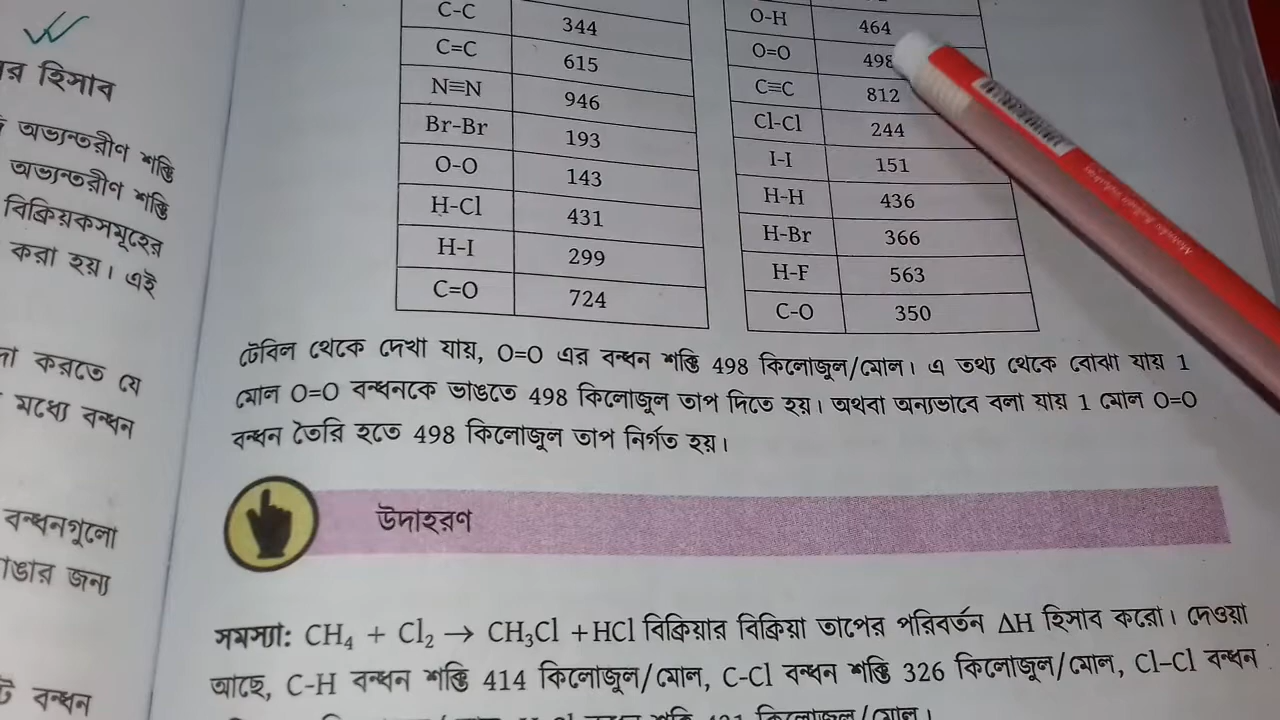 র হিসাব
অভ্যন্তরীণ শক্তি
অভ্যন্তরীণ শক্তি
বিক্রিয়কসমূহের
করা হয়। এই
করতে যে
মধ্যে বন্ধন
বন্ধনগুলো
জন্য
বন্ধন
C-C 344
C=C 615
N≡N 946
Br-Br 193
O-O 143
H-Cl 431
H-I 299
C=O 724
O-H 464
O=O 498
C≡C 812
Cl-Cl 244
I-I 151
H-H 436
H-Br 366
H-F 563
C-O 350
টেবিল থেকে দেখা যায়, O=O এর বন্ধন শক্তি 498 কিলোজুল/মোল। এ তথ্য থেকে বোঝা যায় 1
মোল O=O বন্ধনকে ভাঙতে 498 কিলোজুল তাপ দিতে হয়। অথবা অন্যভাবে বলা যায় 1 মোল O=O
বন্ধন তৈরি হতে 498 কিলোজুল তাপ নির্গত হয়।
উদাহরণ
সমস্যা: CH₄ + Cl₂ → CH₃Cl +HCl বিক্রিয়ার বিক্রিয়া তাপের পরিবর্তন ΔH হিসাব করো। দেওয়া
আছে, C-H বন্ধন শক্তি 414 কিলোজুল/মোল, C-Cl বন্ধন শক্তি 326 কিলোজুল/মোল, Cl-Cl বন্ধন
কিলোজুল/মোল।